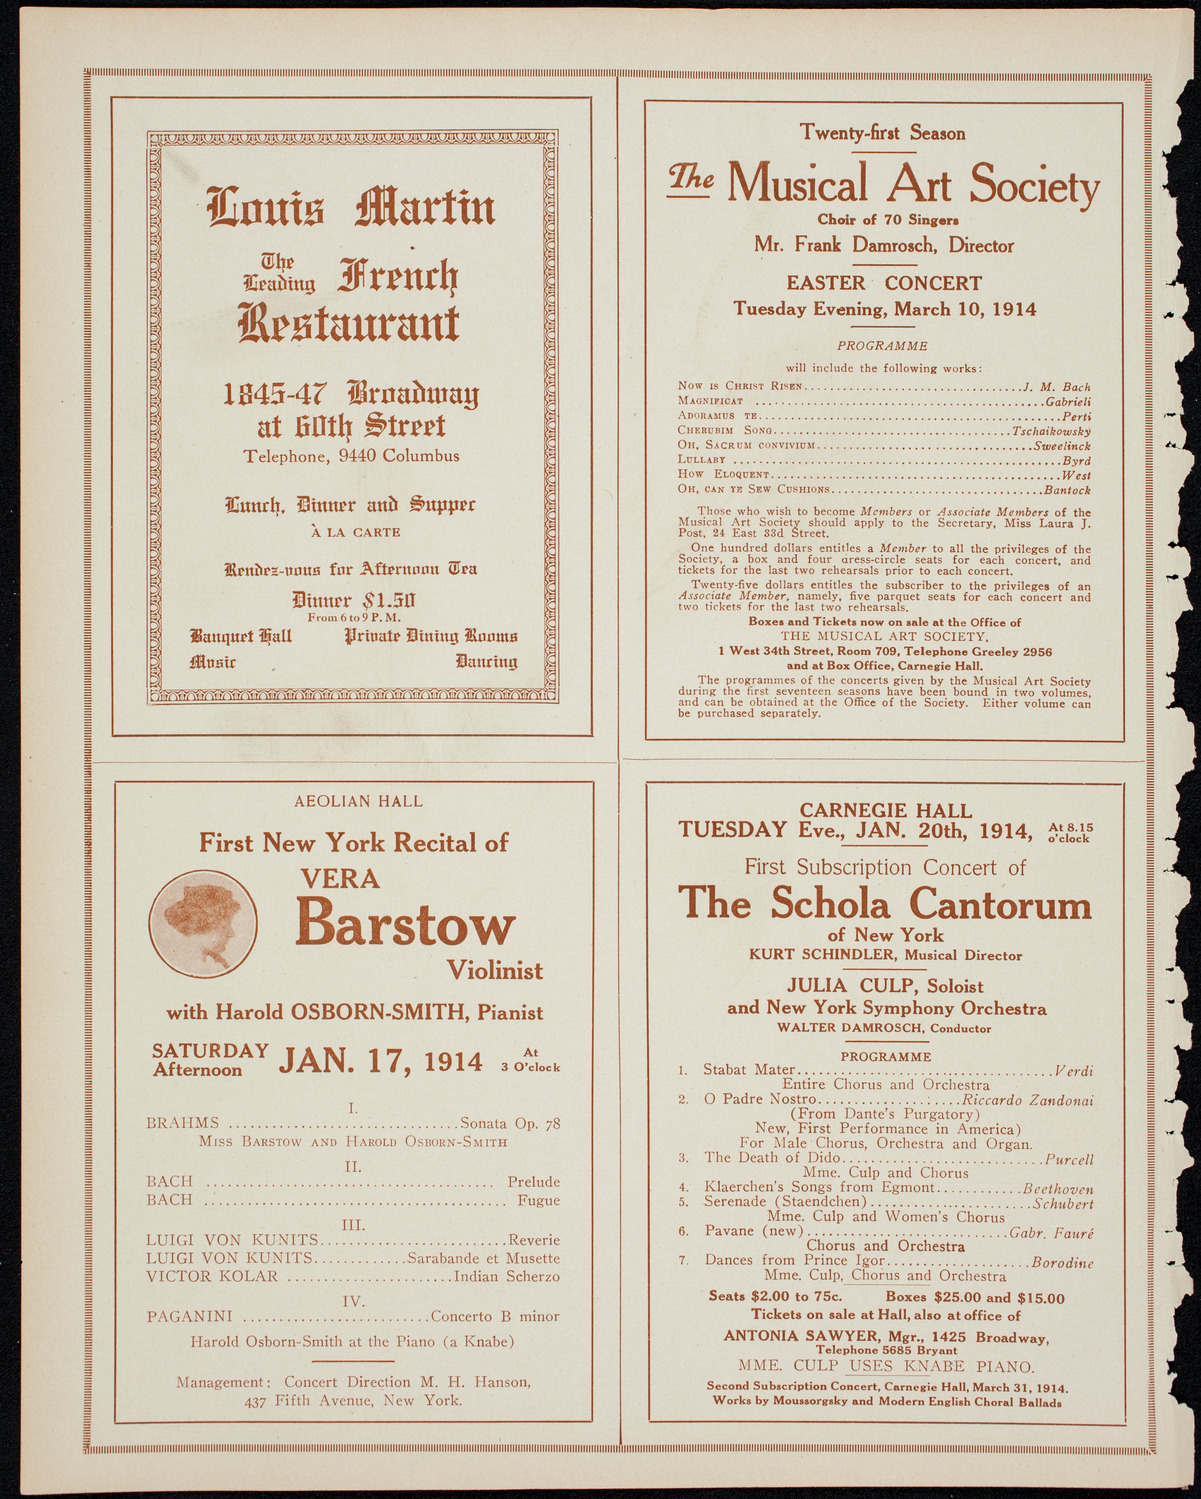 Louis Martin
The Leading French
Restaurant
1845-47 Broadway
at 60th Street
Telephone, 9440 Columbus
Lunch, Dinner and Supper
À LA CARTE
Rendez-vous for Afternoon Tea
Dinner $1.50
From 6 to 9 P. M.
Banquet Hall Private Dining Rooms
Music Dancing
Twenty-first Season
The Musical Art Society
Choir of 70 Singers
Mr. Frank Damrosch, Director
EASTER CONCERT
Tuesday Evening, March 10, 1914
PROGRAMME
will include the following works:
NOW IS CHRIST RISEN.................................J. M. Bach
MAGNIFICAT ............................................Gabrieli
ADORAMUS TE..............................................Perti
CHERUBIM SONG....................................Tschaikowsky
OH, SACRUM CONVIVIUM.................................Sweelinck
LULLABY ..................................................Byrd
HOW ELOQUENT............................................West
OH, CAN YE SEW CUSHIONS................................Bantock
Those who wish to become Members or Associate Members of the
Musical Art Society should apply to the Secretary, Miss Laura J.
Post, 24 East 33d Street.
One hundred dollars entitles a Member to all the privileges of the
Society, a box and four dress-circle seats for each concert, and
tickets for the last two rehearsals prior to each concert.
Twenty-five dollars entitles the subscriber to the privileges of an
Associate Member, namely, five parquet seats for each concert and
two tickets for the last two rehearsals.
Boxes and Tickets now on sale at the Office of
THE MUSICAL ART SOCIETY,
1 West 34th Street, Room 709, Telephone Greeley 2956
and at Box Office, Carnegie Hall.
The programmes of the concerts given by the Musical Art Society
during the first seventeen seasons have been bound in two volumes,
and can be obtained at the Office of the Society. Either volume can
be purchased separately.
AEOLIAN HALL
First New York Recital of
VERA
Barstow
Violinist
with Harold OSBORN-SMITH, Pianist
SATURDAY Afternoon JAN. 17, 1914 At 3 O'clock
I.
BRAHMS ...............................Sonata Op. 78
MISS BARSTOW AND HAROLD OSBORN-SMITH
II.
BACH ....................................... Prelude
BACH ......................................... Fugue
III.
LUIGI VON KUNITS.........................Reverie
LUIGI VON KUNITS.............Sarabande et Musette
VICTOR KOLAR .......................Indian Scherzo
IV.
PAGANINI .........................Concerto B minor
Harold Osborn-Smith at the Piano (a Knabe)
Management: Concert Direction M. H. Hanson,
437 Fifth Avenue, New York.
CARNEGIE HALL
TUESDAY Eve., JAN. 20th, 1914, At 8.15 o'clock
First Subscription Concert of
The Schola Cantorum
of New York
KURT SCHINDLER, Musical Director
JULIA CULP, Soloist
and New York Symphony Orchestra
WALTER DAMROSCH, Conductor
PROGRAMME
1. Stabat Mater..................................Verdi
Entire Chorus and Orchestra
2. O Padre Nostro...................Riccardo Zandonai
(From Dante's Purgatory)
New, First Performance in America)
For Male Chorus, Orchestra and Organ.
3. The Death of Dido...........................Purcell
Mme. Culp and Chorus
4. Klaerchen's Songs from Egmont............Beethoven
5. Serenade (Staendchen)......................Schubert
Mme. Culp and Women's Chorus
6. Pavane (new)...........................Gabr. Fauré
Chorus and Orchestra
7. Dances from Prince Igor...................Borodine
Mme. Culp, Chorus and Orchestra
Seats $2.00 to 75c. Boxes $25.00 and $15.00
Tickets on sale at Hall, also at office of
ANTONIA SAWYER, Mgr., 1425 Broadway,
Telephone 5685 Bryant
MME. CULP USES KNABE PIANO.
Second Subscription Concert, Carnegie Hall, March 31, 1914.
Works by Moussorgsky and Modern English Choral Ballads